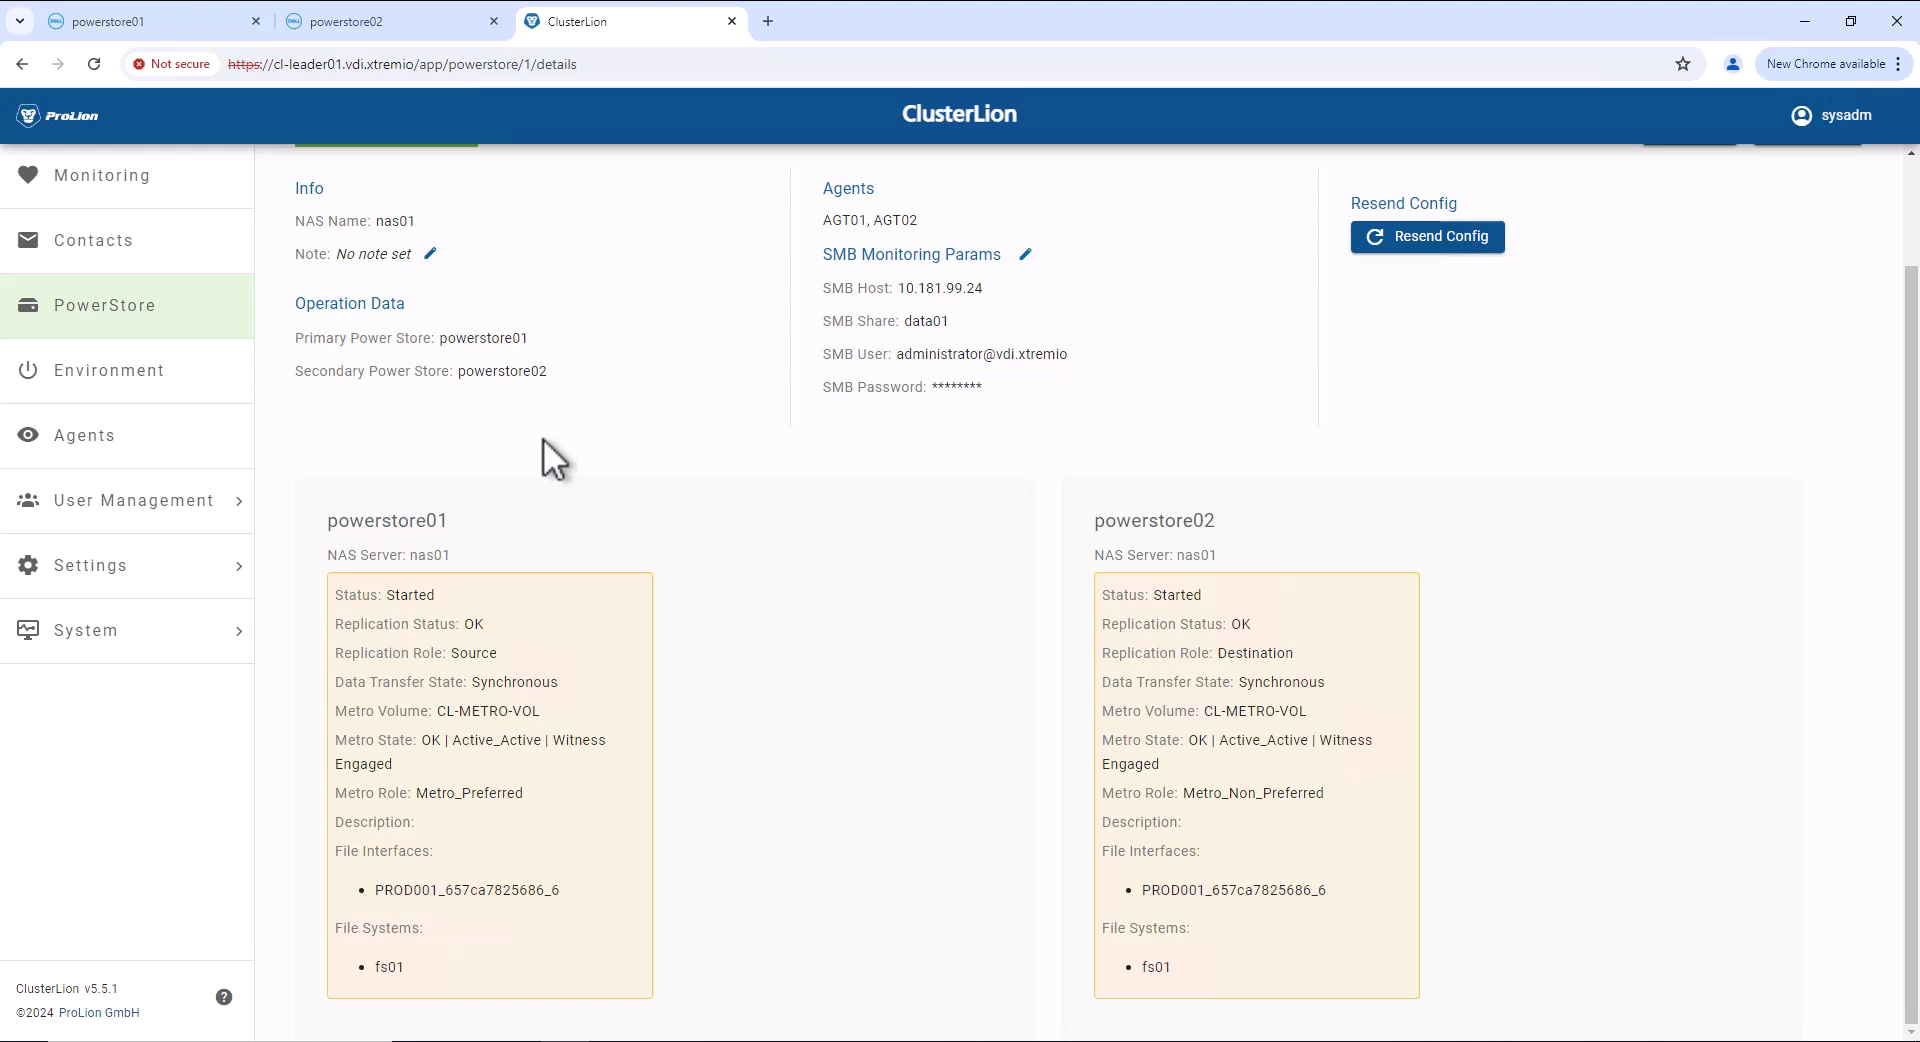 powerstore01
powerstore02
ClusterLion
Not secure
https://cl-leader01.vdi.xtremio/app/powerstore/1/details
New Chrome available
ProLion
ClusterLion
sysadm
Monitoring
Contacts
PowerStore
Environment
Agents
User Management
Settings
System
ClusterLion v5.5.1
©2024 ProLion GmbH
Info
NAS Name: nas01
Note: No note set
Operation Data
Primary Power Store: powerstore01
Secondary Power Store: powerstore02
Agents
AGT01, AGT02
SMB Monitoring Params
SMB Host: 10.181.99.24
SMB Share: data01
SMB User: administrator@vdi.xtremio
SMB Password: ********
Resend Config
Resend Config
powerstore01
NAS Server: nas01
Status: Started
Replication Status: OK
Replication Role: Source
Data Transfer State: Synchronous
Metro Volume: CL-METRO-VOL
Metro State: OK | Active_Active | Witness
Engaged
Metro Role: Metro_Preferred
Description:
File Interfaces:
• PROD001_657ca7825686_6
File Systems:
• fs01
powerstore02
NAS Server: nas01
Status: Started
Replication Status: OK
Replication Role: Destination
Data Transfer State: Synchronous
Metro Volume: CL-METRO-VOL
Metro State: OK | Active_Active | Witness
Engaged
Metro Role: Metro_Non_Preferred
Description:
File Interfaces:
• PROD001_657ca7825686_6
File Systems:
• fs01